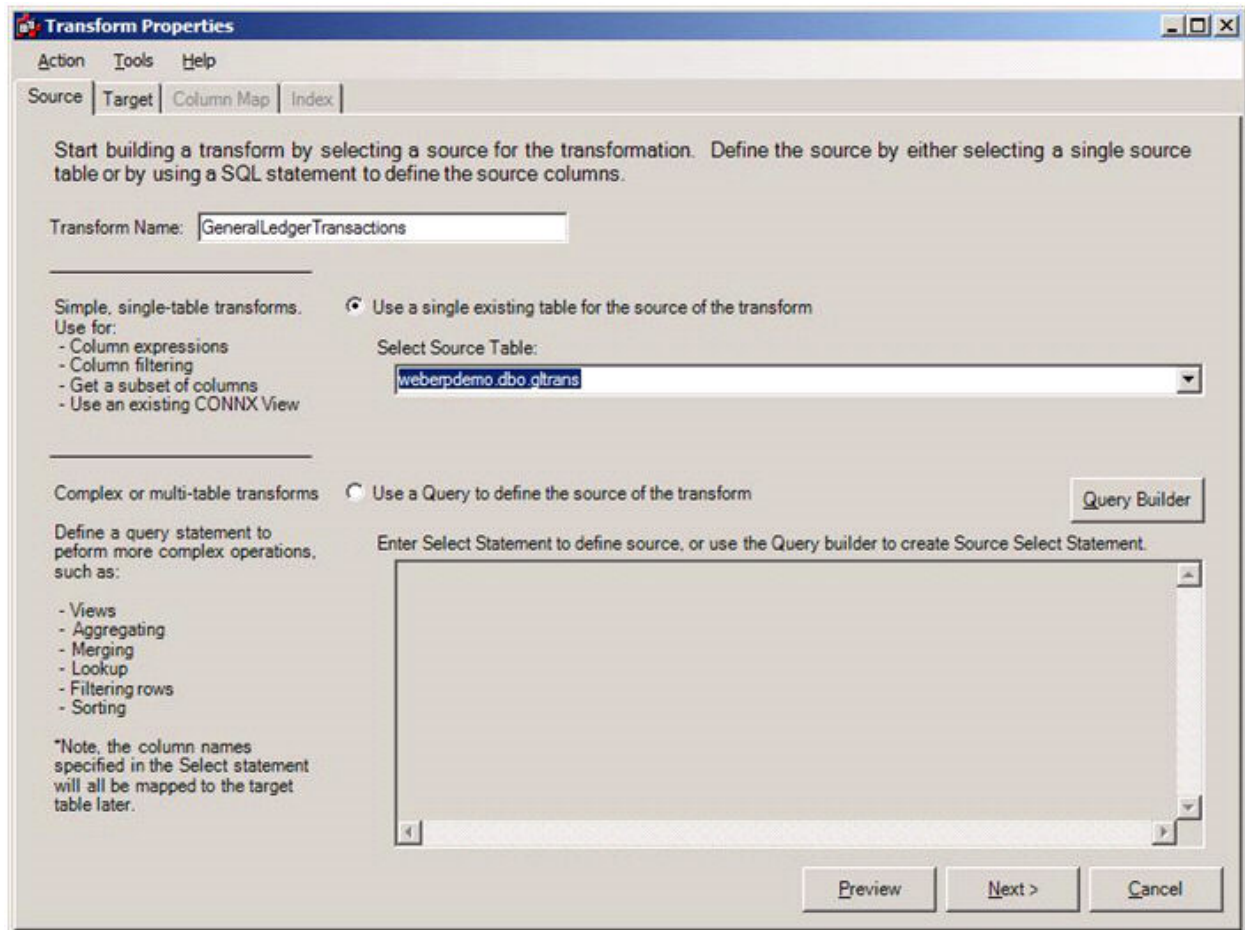 Transform Properties
Action Tools Help
Source Target Column Map Index
Start building a transform by selecting a source for the transformation. Define the source by either selecting a single source
table or by using a SQL statement to define the source columns.
Transform Name: GeneralLedgerTransactions
Simple, single-table transforms.
Use for:
- Column expressions
- Column filtering
- Get a subset of columns
- Use an existing CONNX View
Use a single existing table for the source of the transform
Select Source Table:
weberpdemo.dbo.gltrans
Complex or multi-table transforms
Define a query statement to
peform more complex operations,
such as:
- Views
- Aggregating
- Merging
- Lookup
- Filtering rows
- Sorting
*Note, the column names
specified in the Select statement
will all be mapped to the target
table later.
Use a Query to define the source of the transform
Query Builder
Enter Select Statement to define source, or use the Query builder to create Source Select Statement.
Preview Next > Cancel